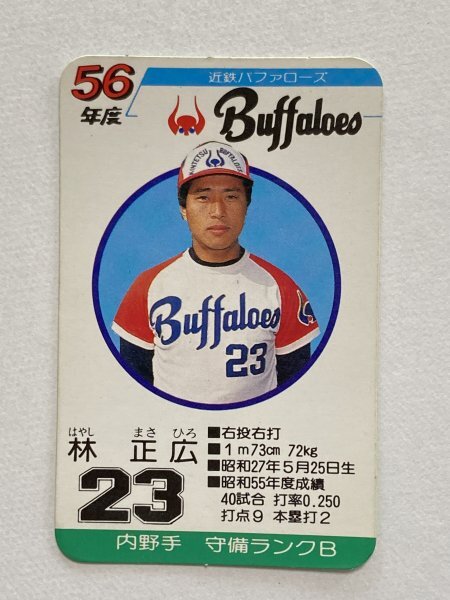 56
年度
近鉄バファローズ
Buffaloes
KINTETSU BUFFALOES
Buffaloes
23
はやし まさ ひろ
林 正広
23
■右投右打
■1m73cm 72kg
■昭和27年5月25日生
■昭和55年度成績
40試合 打率0.250
打点9 本塁打2
内野手 守備ランクB